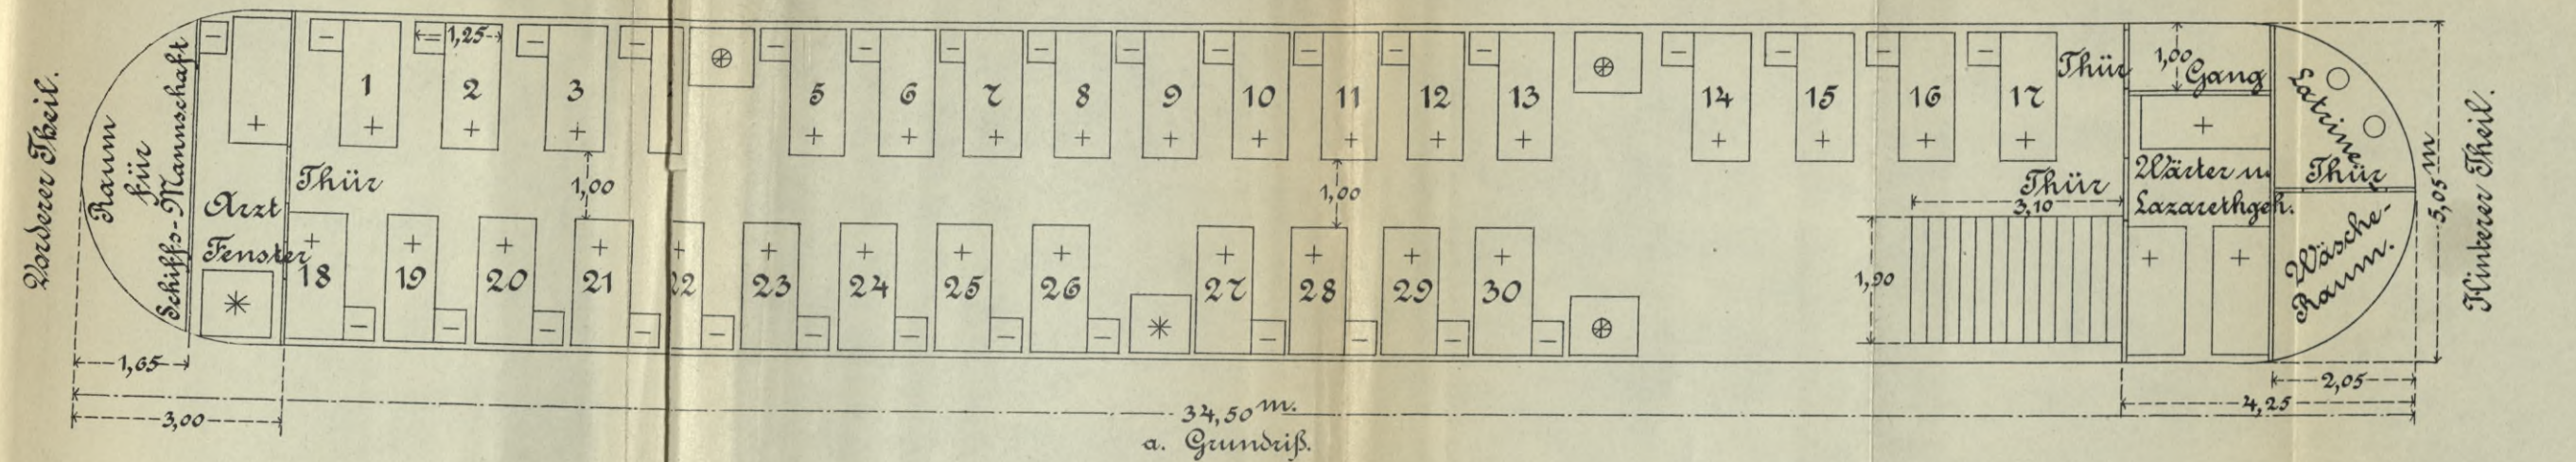 Vorderer Theil.
Raum
für
Schiffs-Mannschaft
1,65
3,00
Arzt
Fenster
Thür
1
2
1,25
3
5
6
7
8
9
10
11
12
13
14
15
16
17
1,00
1,00
18
19
20
21
22
23
24
25
26
27
28
29
30
Thür
Thür
3,10
1,90
1,00
Gang
Wärter u
Lazarethgeh.
Latrine
Thür
Wäsche-
Raum.
5,05 m
Hinterer Theil.
2,05
4,25
34,50 m.
a. Grundriß.